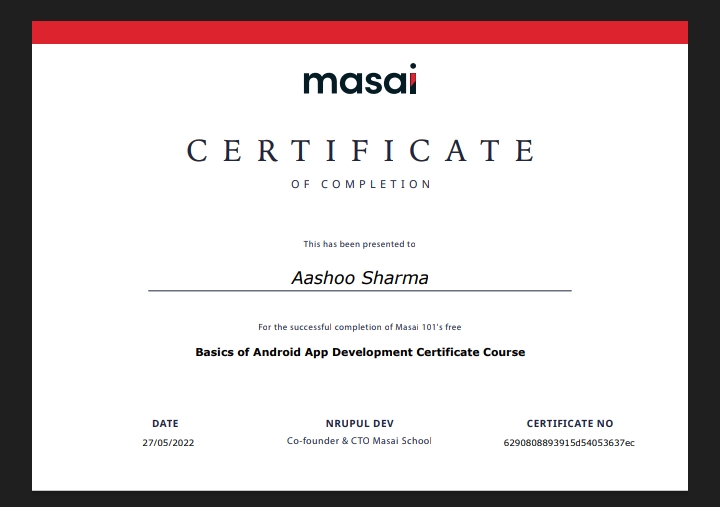 masai
CERTIFICATE
OF COMPLETION
This has been presented to
Aashoo Sharma
For the successful completion of Masai 101's free
Basics of Android App Development Certificate Course
DATE
27/05/2022
NRUPUL DEV
Co-founder & CTO Masai School
CERTIFICATE NO
6290808893915d54053637ec